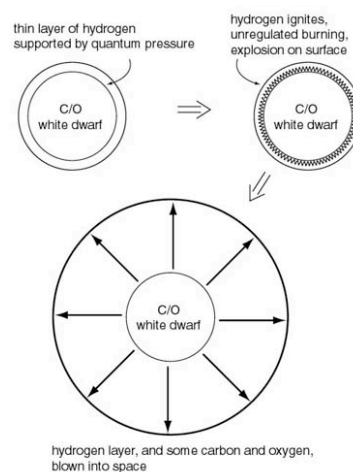 thin layer of hydrogen
supported by quantum pressure
C/O
white dwarf
hydrogen ignites,
unregulated burning,
explosion on surface
C/O
white dwarf
C/O
white dwarf
hydrogen layer, and some carbon and oxygen,
blown into space